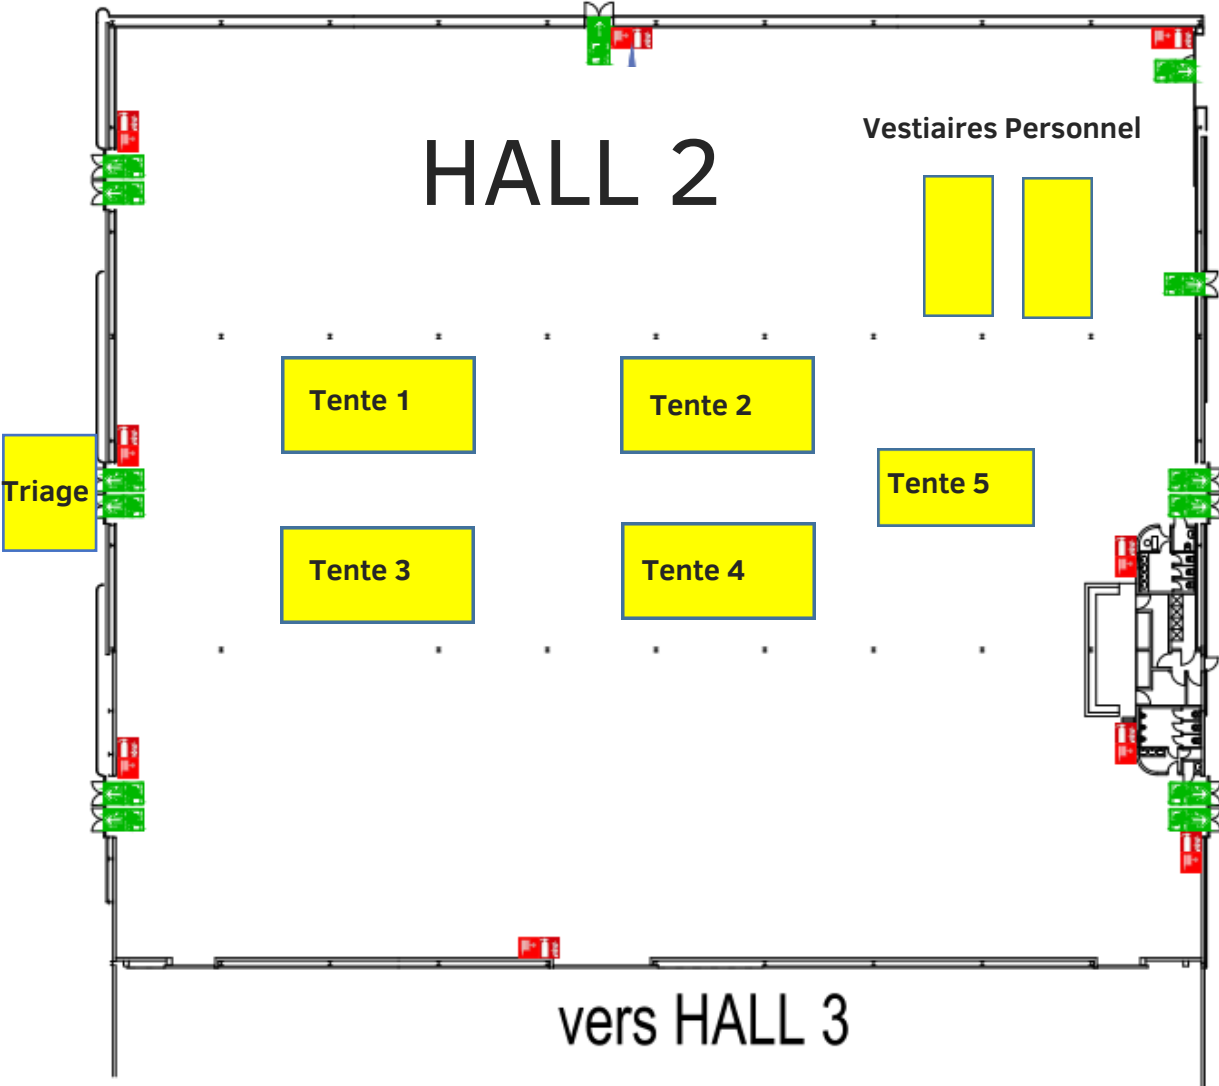 Vestiaires Personnel
HALL 2
Tente 1
Tente 2
Tente 5
Triage
Tente 3
Tente 4
vers HALL 3